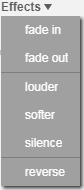 Effects
fade in
fade out
louder
softer
silence
reverse